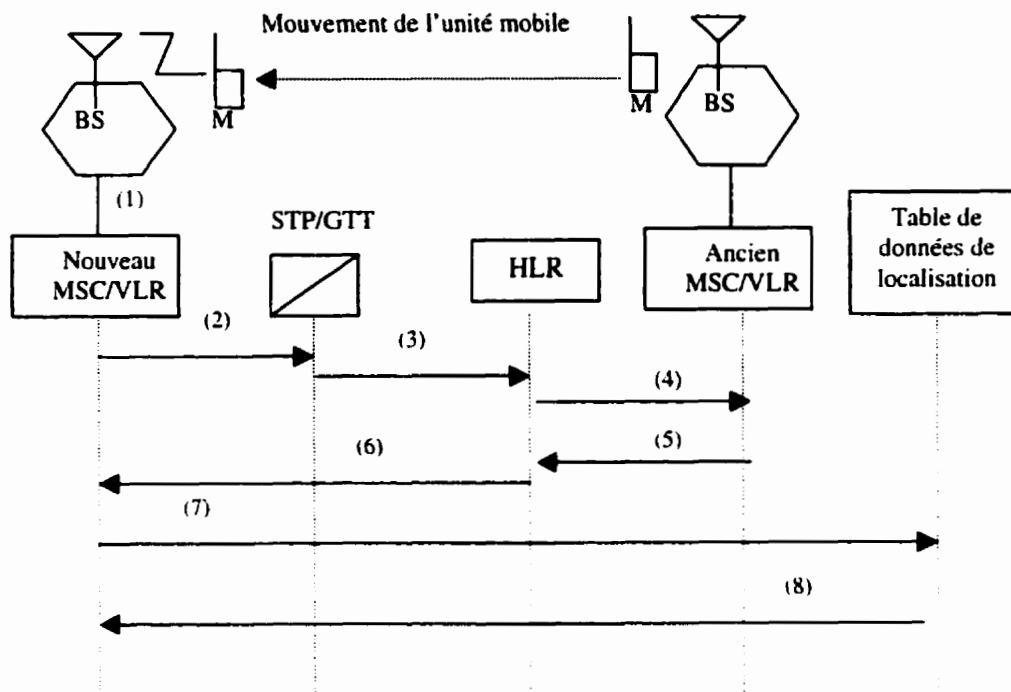 Mouvement de l'unité mobile
BS
M
M
BS
(1)
STP/GTT
Nouveau
MSC/VLR
HLR
Ancien
MSC/VLR
Table de
données de
localisation
(2)
(3)
(4)
(5)
(6)
(7)
(8)